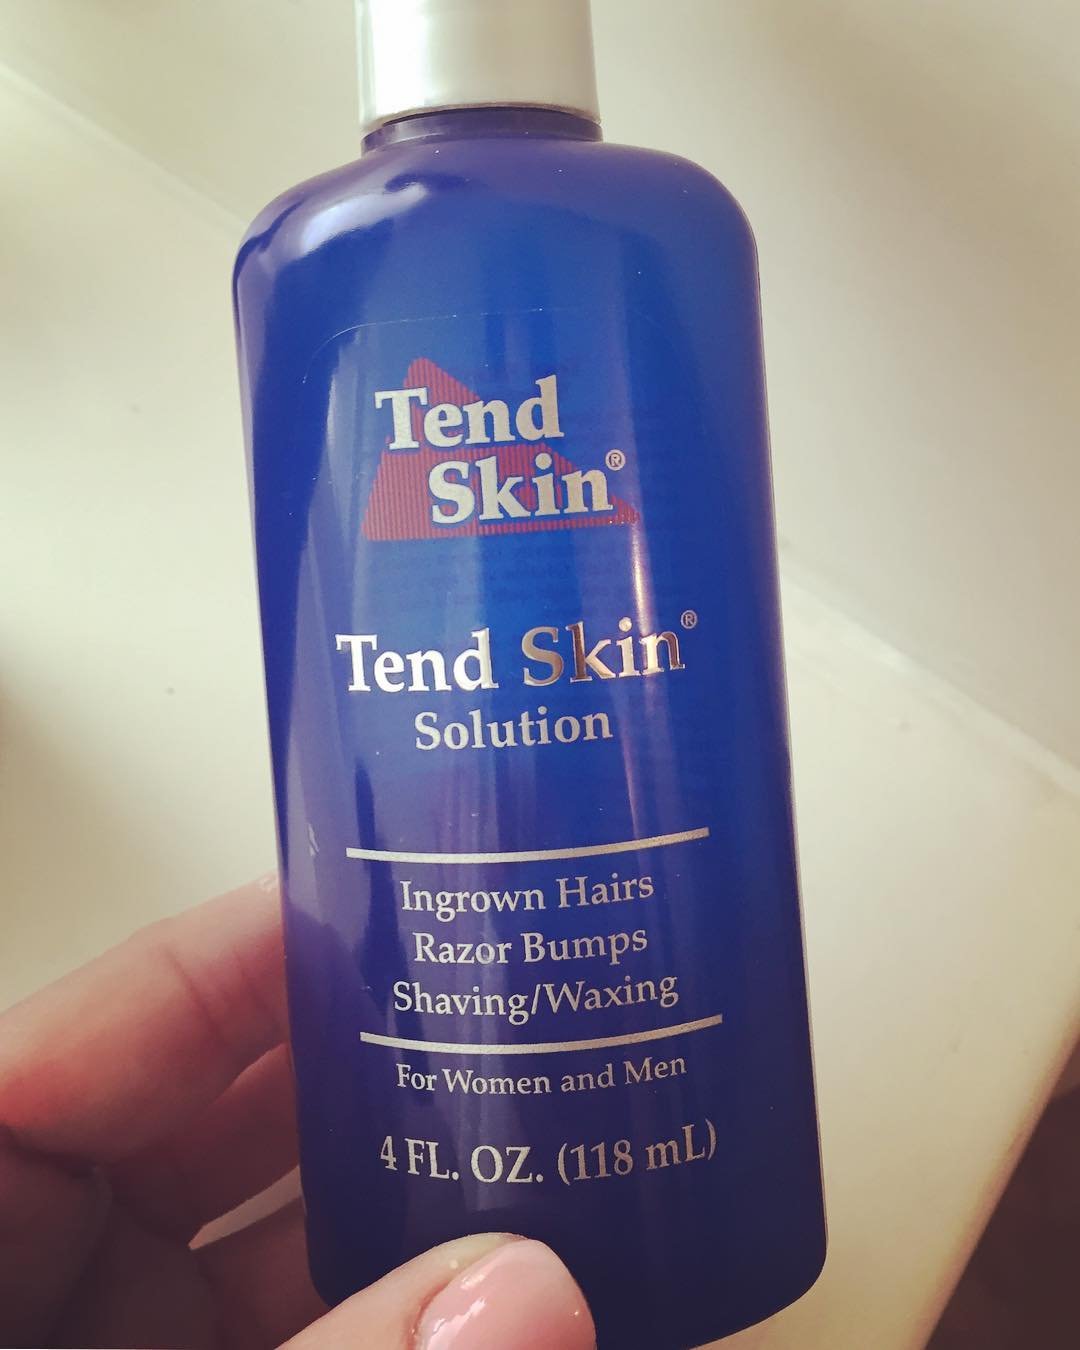 Tend
Skin®
Tend Skin®
Solution
Ingrown Hairs
Razor Bumps
Shaving/Waxing
For Women and Men
4 FL. OZ. (118 mL)